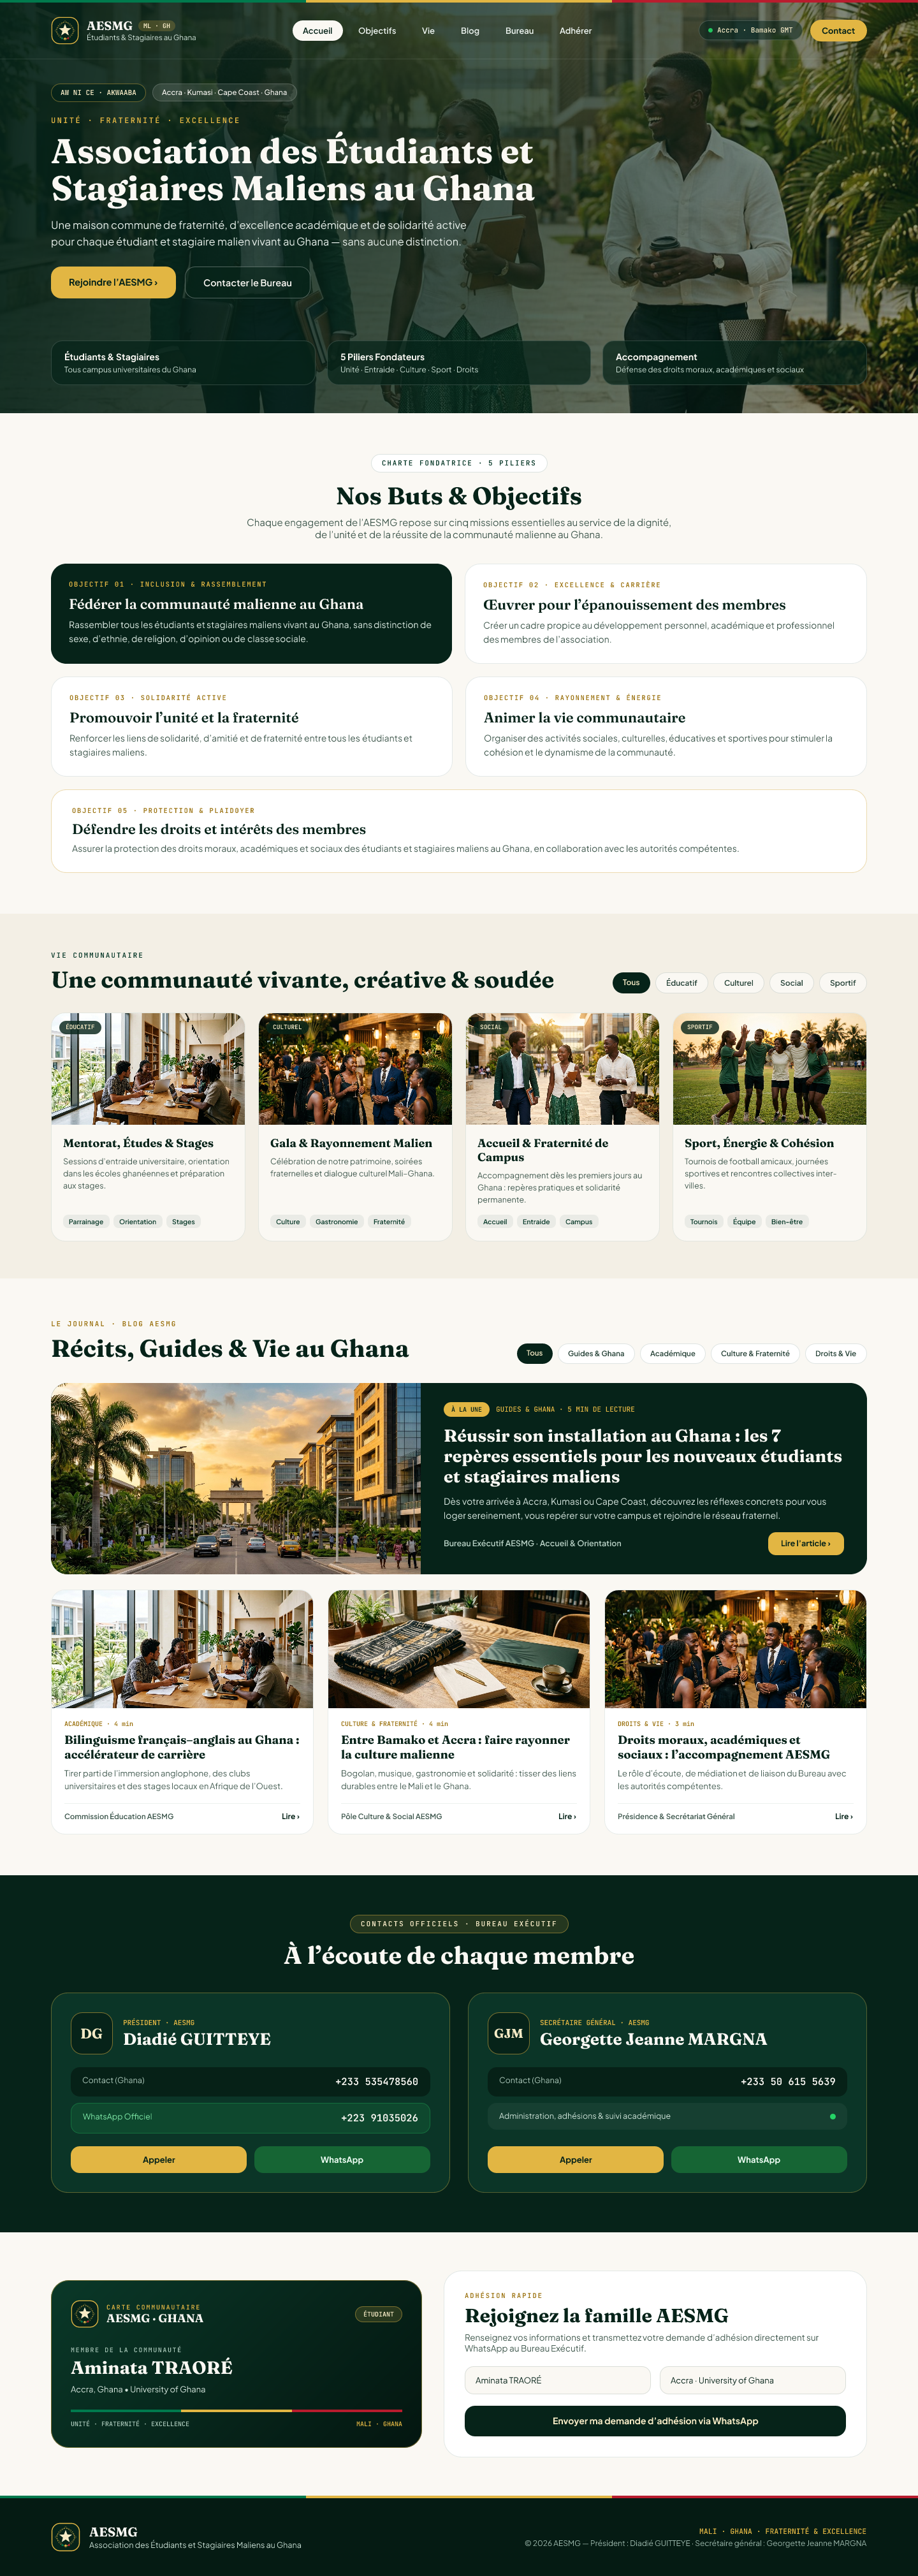 AESMG
ML · GH
Étudiants & Stagiaires au Ghana
Accueil
Objectifs
Vie
Blog
Bureau
Adhérer
Accra · Bamako GMT
Contact
AW NI CE · AKWAABA
Accra · Kumasi · Cape Coast · Ghana
UNITÉ · FRATERNITÉ · EXCELLENCE
Association des Étudiants et
Stagiaires Maliens au Ghana
Une maison commune de fraternité, d’excellence académique et de solidarité active
pour chaque étudiant et stagiaire malien vivant au Ghana — sans aucune distinction.
Rejoindre l’AESMG ›
Contacter le Bureau
Étudiants & Stagiaires
Tous campus universitaires du Ghana
5 Piliers Fondateurs
Unité · Entraide · Culture · Sport · Droits
Accompagnement
Défense des droits moraux, académiques et sociaux
CHARTE FONDATRICE · 5 PILIERS
Nos Buts & Objectifs
Chaque engagement de l’AESMG repose sur cinq missions essentielles au service de la dignité,
de l’unité et de la réussite de la communauté malienne au Ghana.
OBJECTIF 01 · INCLUSION & RASSEMBLEMENT
Fédérer la communauté malienne au Ghana
Rassembler tous les étudiants et stagiaires maliens vivant au Ghana, sans distinction de
sexe, d’ethnie, de religion, d’opinion ou de classe sociale.
OBJECTIF 02 · EXCELLENCE & CARRIÈRE
Œuvrer pour l’épanouissement des membres
Créer un cadre propice au développement personnel, académique et professionnel
des membres de l’association.
OBJECTIF 03 · SOLIDARITÉ ACTIVE
Promouvoir l’unité et la fraternité
Renforcer les liens de solidarité, d’amitié et de fraternité entre tous les étudiants et
stagiaires maliens.
OBJECTIF 04 · RAYONNEMENT & ÉNERGIE
Animer la vie communautaire
Organiser des activités sociales, culturelles, éducatives et sportives pour stimuler la
cohésion et le dynamisme de la communauté.
OBJECTIF 05 · PROTECTION & PLAIDOYER
Défendre les droits et intérêts des membres
Assurer la protection des droits moraux, académiques et sociaux des étudiants et stagiaires maliens au Ghana, en collaboration avec les autorités compétentes.
VIE COMMUNAUTAIRE
Une communauté vivante, créative & soudée
Tous
Éducatif
Culturel
Social
Sportif
ÉDUCATIF
Mentorat, Études & Stages
Sessions d’entraide universitaire, orientation
dans les écoles ghanéennes et préparation
aux stages.
Parrainage
Orientation
Stages
CULTUREL
Gala & Rayonnement Malien
Célébration de notre patrimoine, soirées
fraternelles et dialogue culturel Mali–Ghana.
Culture
Gastronomie
Fraternité
SOCIAL
Accueil & Fraternité de
Campus
Accompagnement dès les premiers jours au
Ghana : repères pratiques et solidarité
permanente.
Accueil
Entraide
Campus
SPORTIF
Sport, Énergie & Cohésion
Tournois de football amicaux, journées
sportives et rencontres collectives inter-
villes.
Tournois
Équipe
Bien-être
LE JOURNAL · BLOG AESMG
Récits, Guides & Vie au Ghana
Tous
Guides & Ghana
Académique
Culture & Fraternité
Droits & Vie
À LA UNE
GUIDES & GHANA · 5 MIN DE LECTURE
Réussir son installation au Ghana : les 7
repères essentiels pour les nouveaux étudiants
et stagiaires maliens
Dès votre arrivée à Accra, Kumasi ou Cape Coast, découvrez les réflexes concrets pour vous
loger sereinement, vous repérer sur votre campus et rejoindre le réseau fraternel.
Bureau Exécutif AESMG · Accueil & Orientation
Lire l’article ›
ACADÉMIQUE · 4 min
Bilinguisme français–anglais au Ghana :
accélérateur de carrière
Tirer parti de l’immersion anglophone, des clubs
universitaires et des stages locaux en Afrique de l’Ouest.
Commission Éducation AESMG
Lire ›
CULTURE & FRATERNITÉ · 4 min
Entre Bamako et Accra : faire rayonner
la culture malienne
Bogolan, musique, gastronomie et solidarité : tisser des liens
durables entre le Mali et le Ghana.
Pôle Culture & Social AESMG
Lire ›
DROITS & VIE · 3 min
Droits moraux, académiques et
sociaux : l’accompagnement AESMG
Le rôle d’écoute, de médiation et de liaison du Bureau avec
les autorités compétentes.
Présidence & Secrétariat Général
Lire ›
CONTACTS OFFICIELS · BUREAU EXÉCUTIF
À l’écoute de chaque membre
DG
PRÉSIDENT · AESMG
Diadié GUITTEYE
Contact (Ghana)
+233 535478560
WhatsApp Officiel
+223 91035026
Appeler
WhatsApp
GJM
SECRÉTAIRE GÉNÉRAL · AESMG
Georgette Jeanne MARGNA
Contact (Ghana)
+233 50 615 5639
Administration, adhésions & suivi académique
Appeler
WhatsApp
CARTE COMMUNAUTAIRE
AESMG · GHANA
ÉTUDIANT
MEMBRE DE LA COMMUNAUTÉ
Aminata TRAORÉ
Accra, Ghana • University of Ghana
UNITÉ · FRATERNITÉ · EXCELLENCE
MALI · GHANA
ADHÉSION RAPIDE
Rejoignez la famille AESMG
Renseignez vos informations et transmettez votre demande d’adhésion directement sur
WhatsApp au Bureau Exécutif.
Aminata TRAORÉ
Accra · University of Ghana
Envoyer ma demande d’adhésion via WhatsApp
AESMG
Association des Étudiants et Stagiaires Maliens au Ghana
MALI · GHANA · FRATERNITÉ & EXCELLENCE
© 2026 AESMG — Président : Diadié GUITTEYE · Secrétaire général : Georgette Jeanne MARGNA